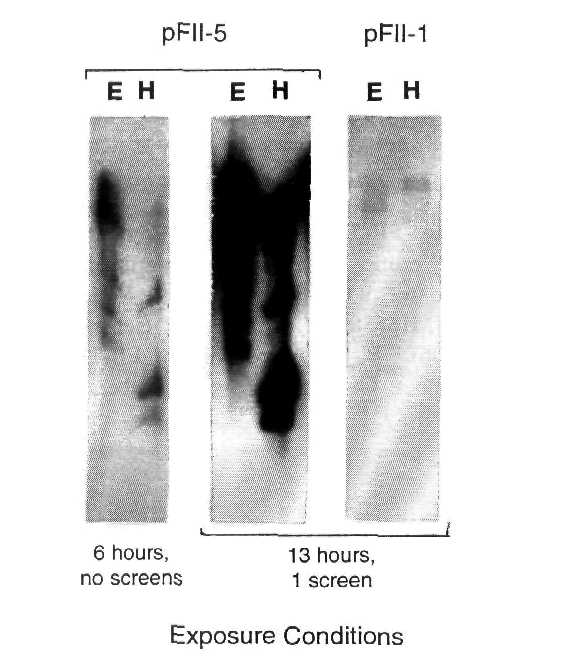 pFII-5 pFII-1
E H E H E H
6 hours,
no screens
13 hours,
1 screen
Exposure Conditions